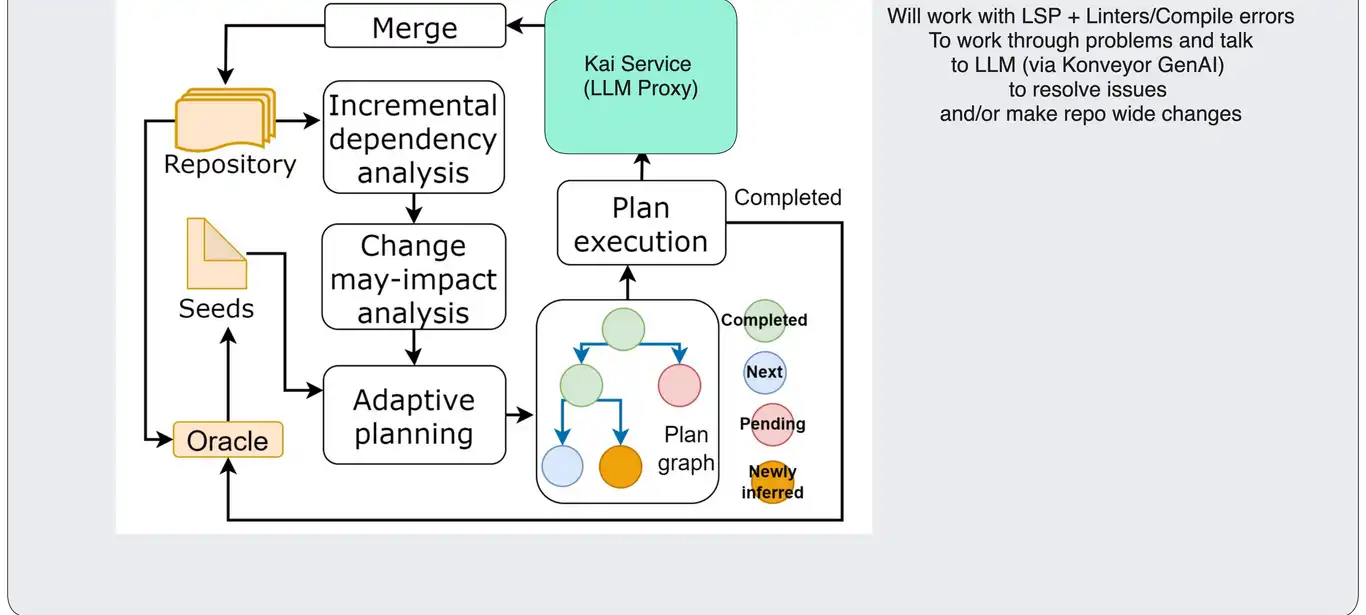 Merge
Kai Service
(LLM Proxy)
Will work with LSP + Linters/Compile errors
To work through problems and talk
to LLM (via Konveyor GenAI)
to resolve issues
and/or make repo wide changes
Repository
Incremental
dependency
analysis
Plan
execution
Completed
Seeds
Change
may-impact
analysis
Adaptive
planning
Oracle
Plan
graph
Completed
Next
Pending
Newly
inferred